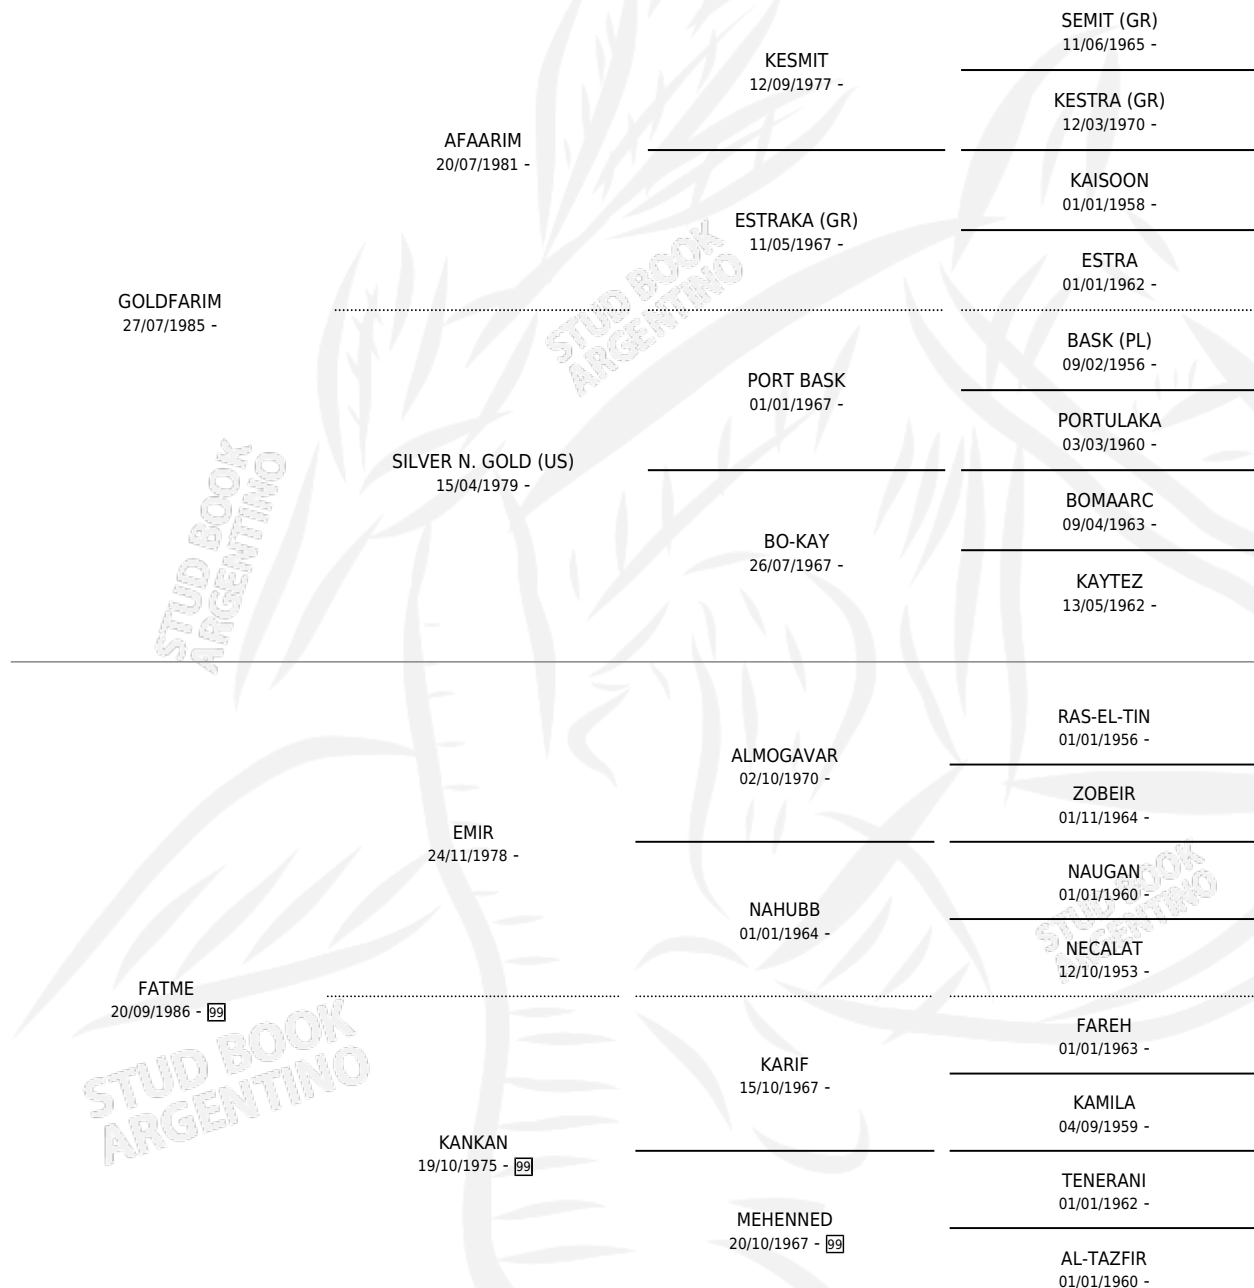 SEMIT (GR)
11/06/1965 -
KESMIT
12/09/1977 -
KESTRA (GR)
12/03/1970 -
AFAARIM
20/07/1981 -
KAISOON
01/01/1958 -
ESTRAKA (GR)
11/05/1967 -
ESTRA
01/01/1962 -
GOLDFARIM
27/07/1985 -
BASK (PL)
09/02/1956 -
PORT BASK
01/01/1967 -
PORTULAKA
03/03/1960 -
SILVER N. GOLD (US)
15/04/1979 -
BOMAARC
09/04/1963 -
BO-KAY
26/07/1967 -
KAYTEZ
13/05/1962 -
RAS-EL-TIN
01/01/1956 -
ALMOGAVAR
02/10/1970 -
ZOBEIR
01/11/1964 -
EMIR
24/11/1978 -
NAUGAN
01/01/1960 -
NAHUBB
01/01/1964 -
NECALAT
12/10/1953 -
FATME
20/09/1986 - 99
FAREH
01/01/1963 -
KARIF
15/10/1967 -
KAMILA
04/09/1959 -
KANKAN
19/10/1975 - 99
TENERANI
01/01/1962 -
MEHENNED
20/10/1967 - 99
AL-TAZFIR
01/01/1960 -
STUD BOOK
ARGENTINO
STUD BOOK
ARGENTINO
STUD BOOK
ARGENTINO
STUD BOOK
ARGENTINO